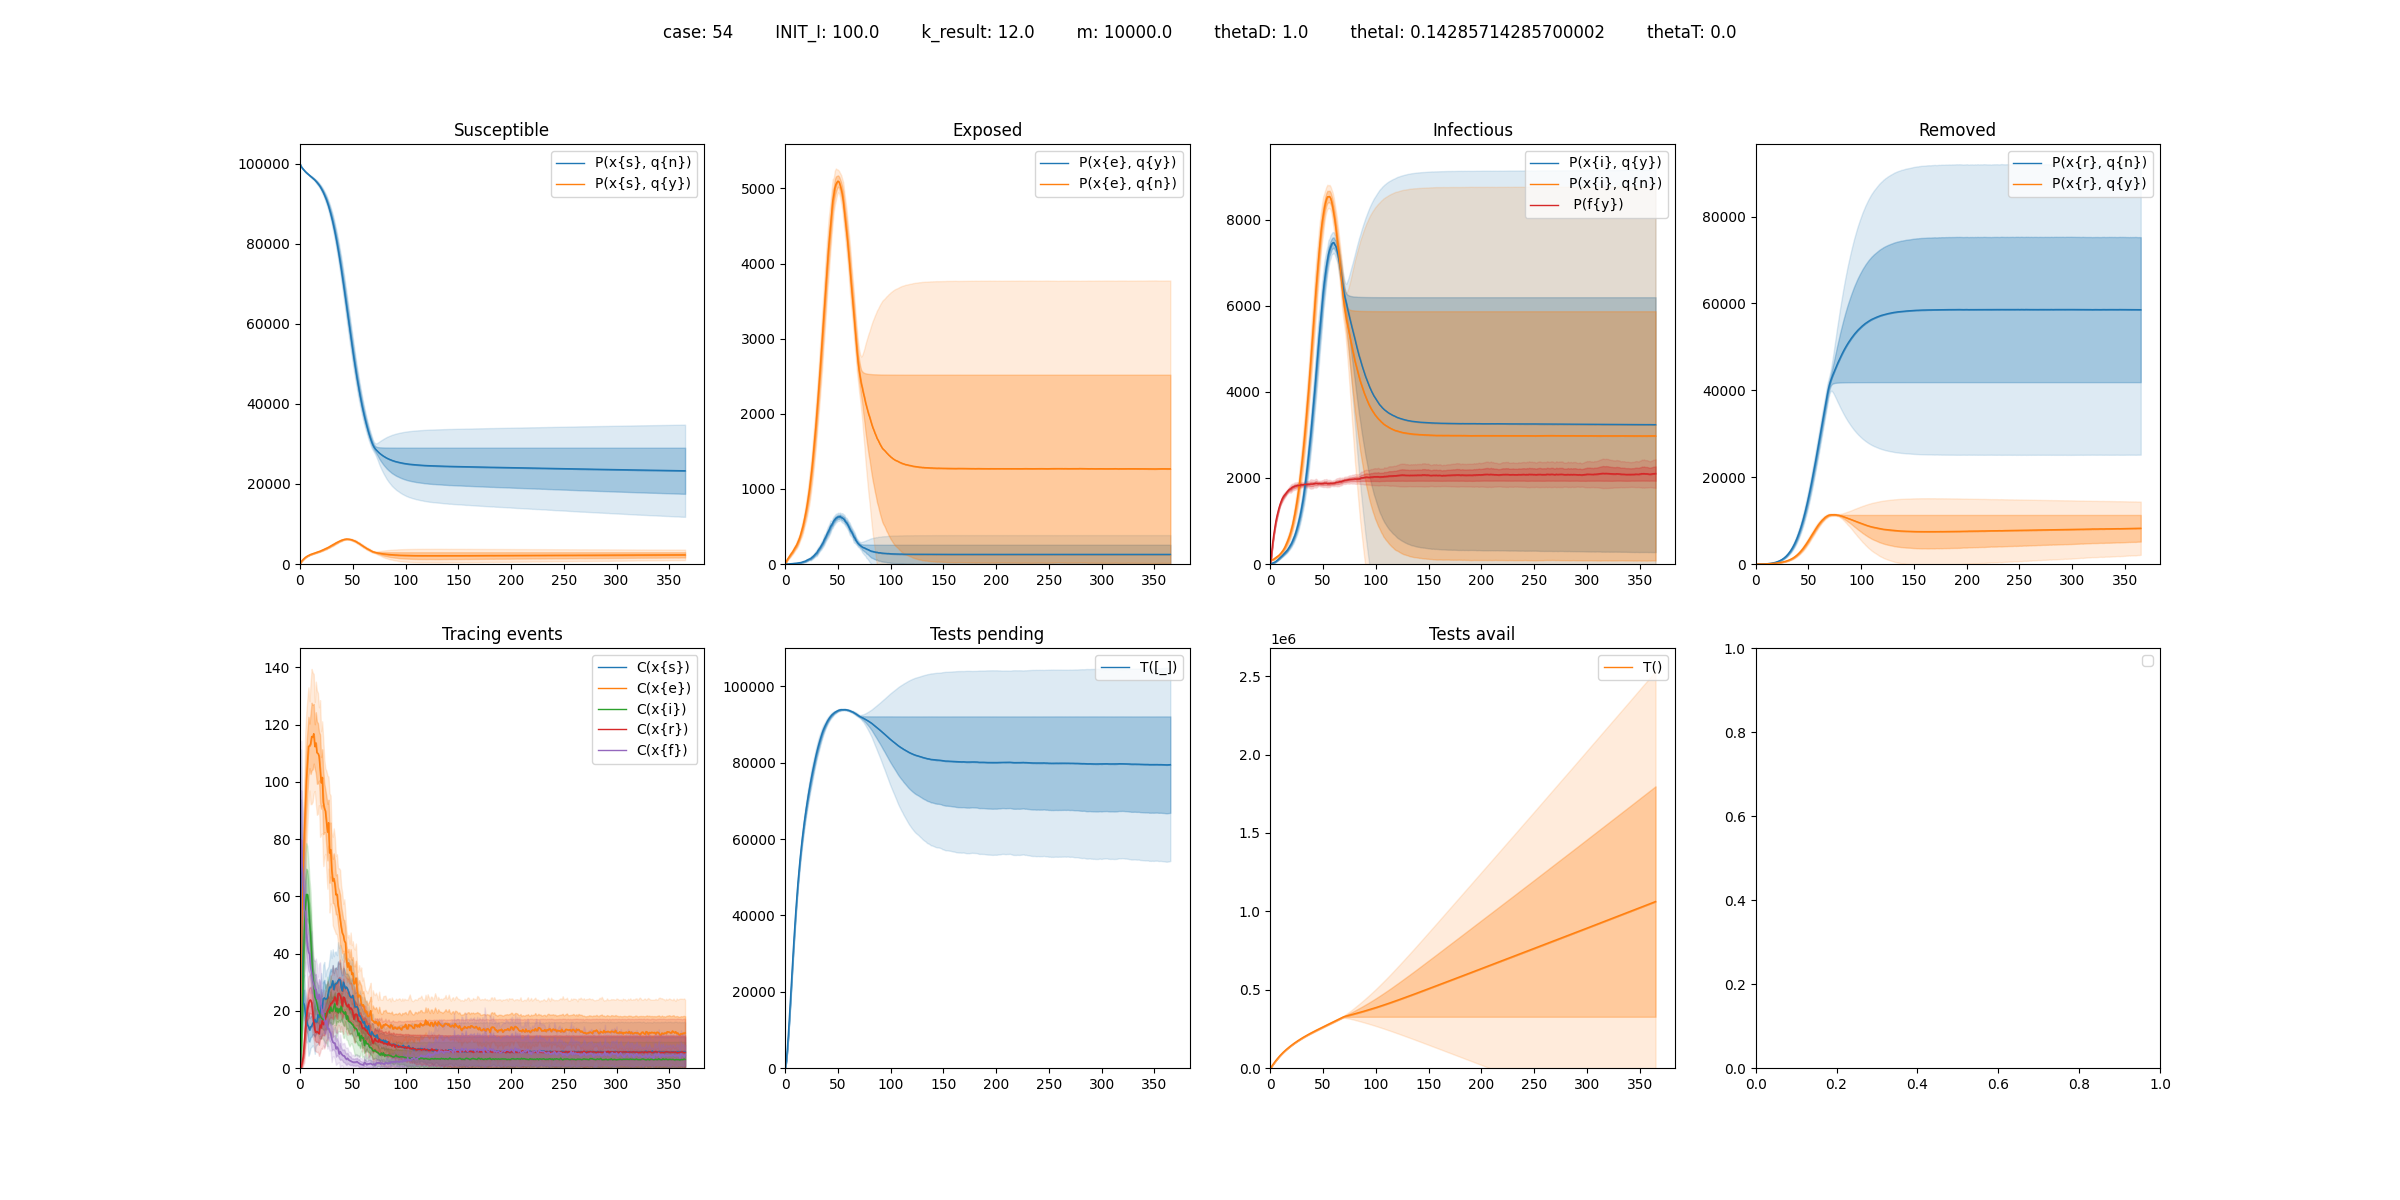 case: 54 INIT_I: 100.0 k_result: 12.0 m: 10000.0 thetaD: 1.0 thetaI: 0.14285714285700002 thetaT: 0.0
Susceptible
P(x{s}, q{n})
P(x{s}, q{y})
100000
80000
60000
40000
20000
0
0 50 100 150 200 250 300 350
Exposed
P(x{e}, q{y})
P(x{e}, q{n})
5000
4000
3000
2000
1000
0
0 50 100 150 200 250 300 350
Infectious
P(x{i}, q{y})
P(x{i}, q{n})
P(f{y})
8000
6000
4000
2000
0
0 50 100 150 200 250 300 350
Removed
P(x{r}, q{n})
P(x{r}, q{y})
80000
60000
40000
20000
0
0 50 100 150 200 250 300 350
Tracing events
C(x{s})
C(x{e})
C(x{i})
C(x{r})
C(x{f})
140
120
100
80
60
40
20
0
0 50 100 150 200 250 300 350
Tests pending
T([_])
100000
80000
60000
40000
20000
0
0 50 100 150 200 250 300 350
Tests avail
1e6
T()
2.5
2.0
1.5
1.0
0.5
0.0
0 50 100 150 200 250 300 350
1.0
0.8
0.6
0.4
0.2
0.0
0.0 0.2 0.4 0.6 0.8 1.0